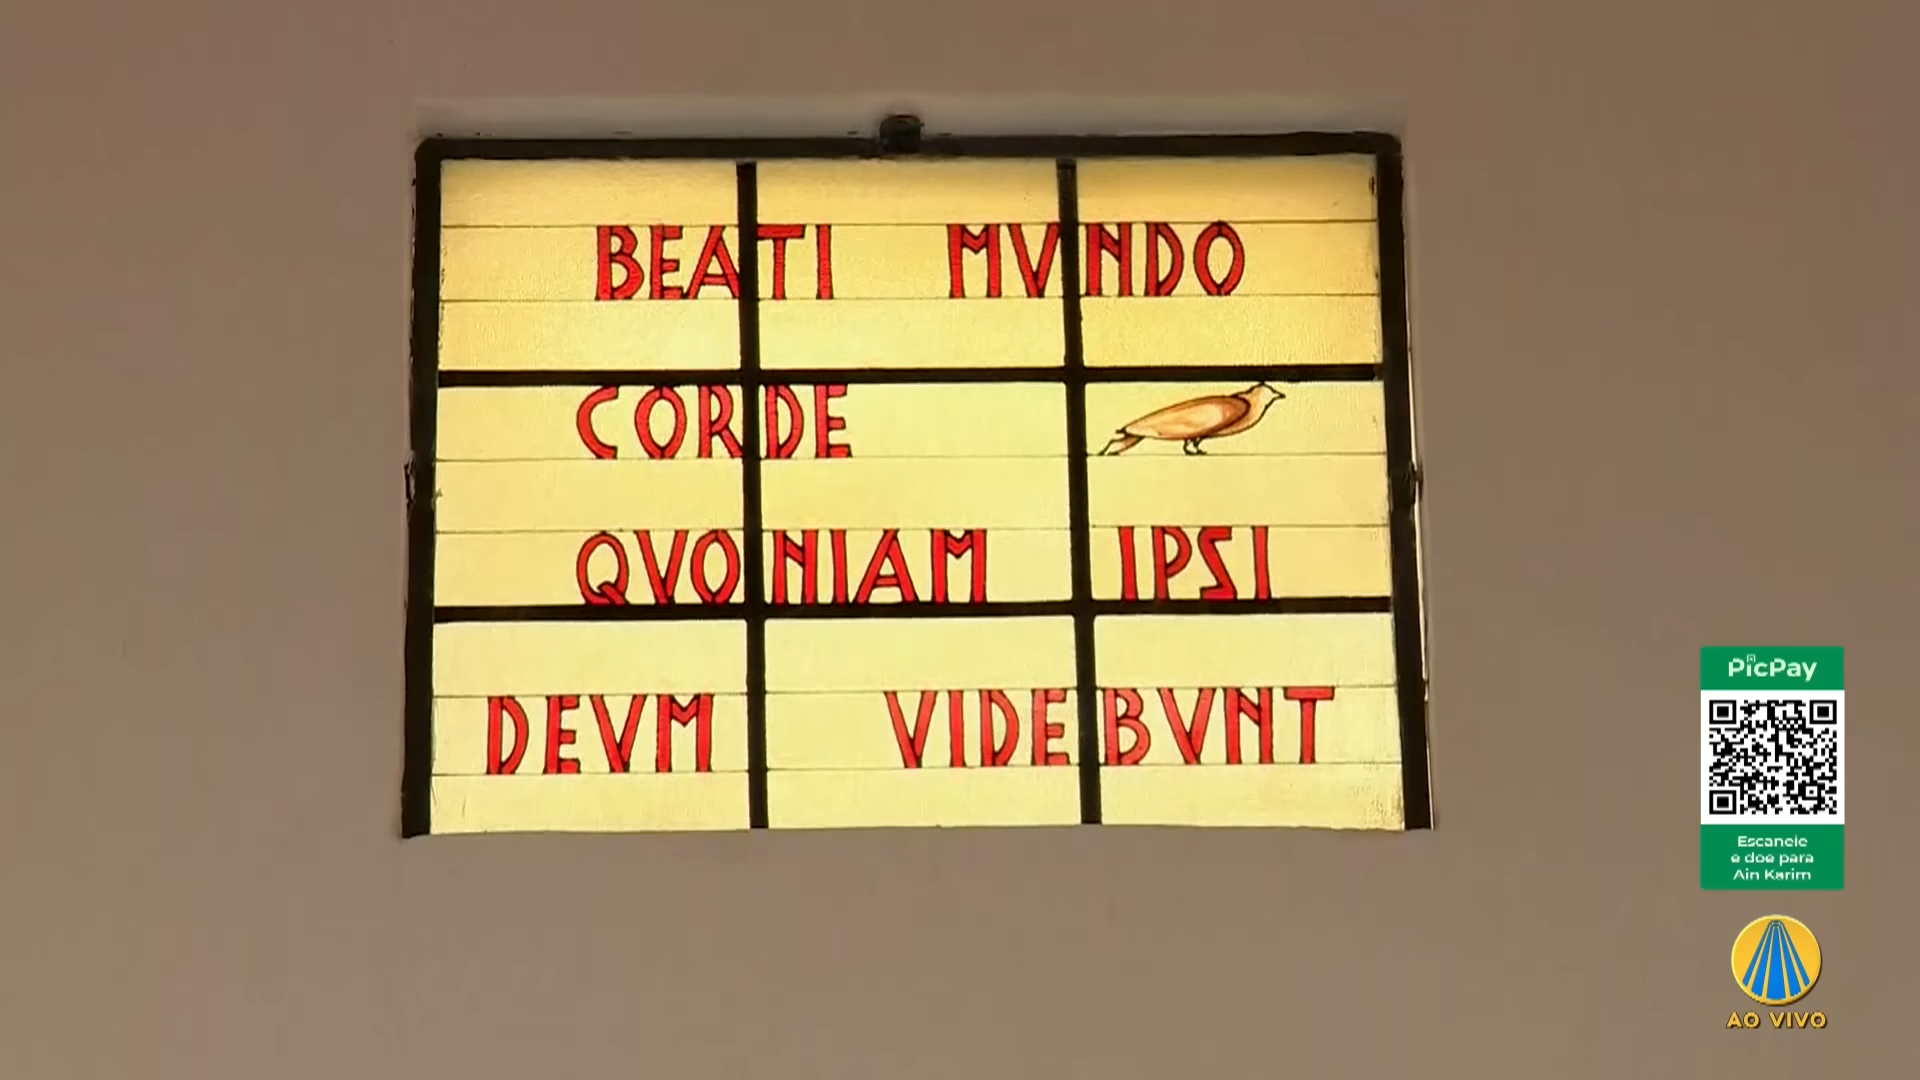 BEATI MVNDO
CORDE
QVONIAM IPSI
DEVM VIDEBVNT
PicPay
Escaneie
e doe para
Ain Karim
AO VIVO